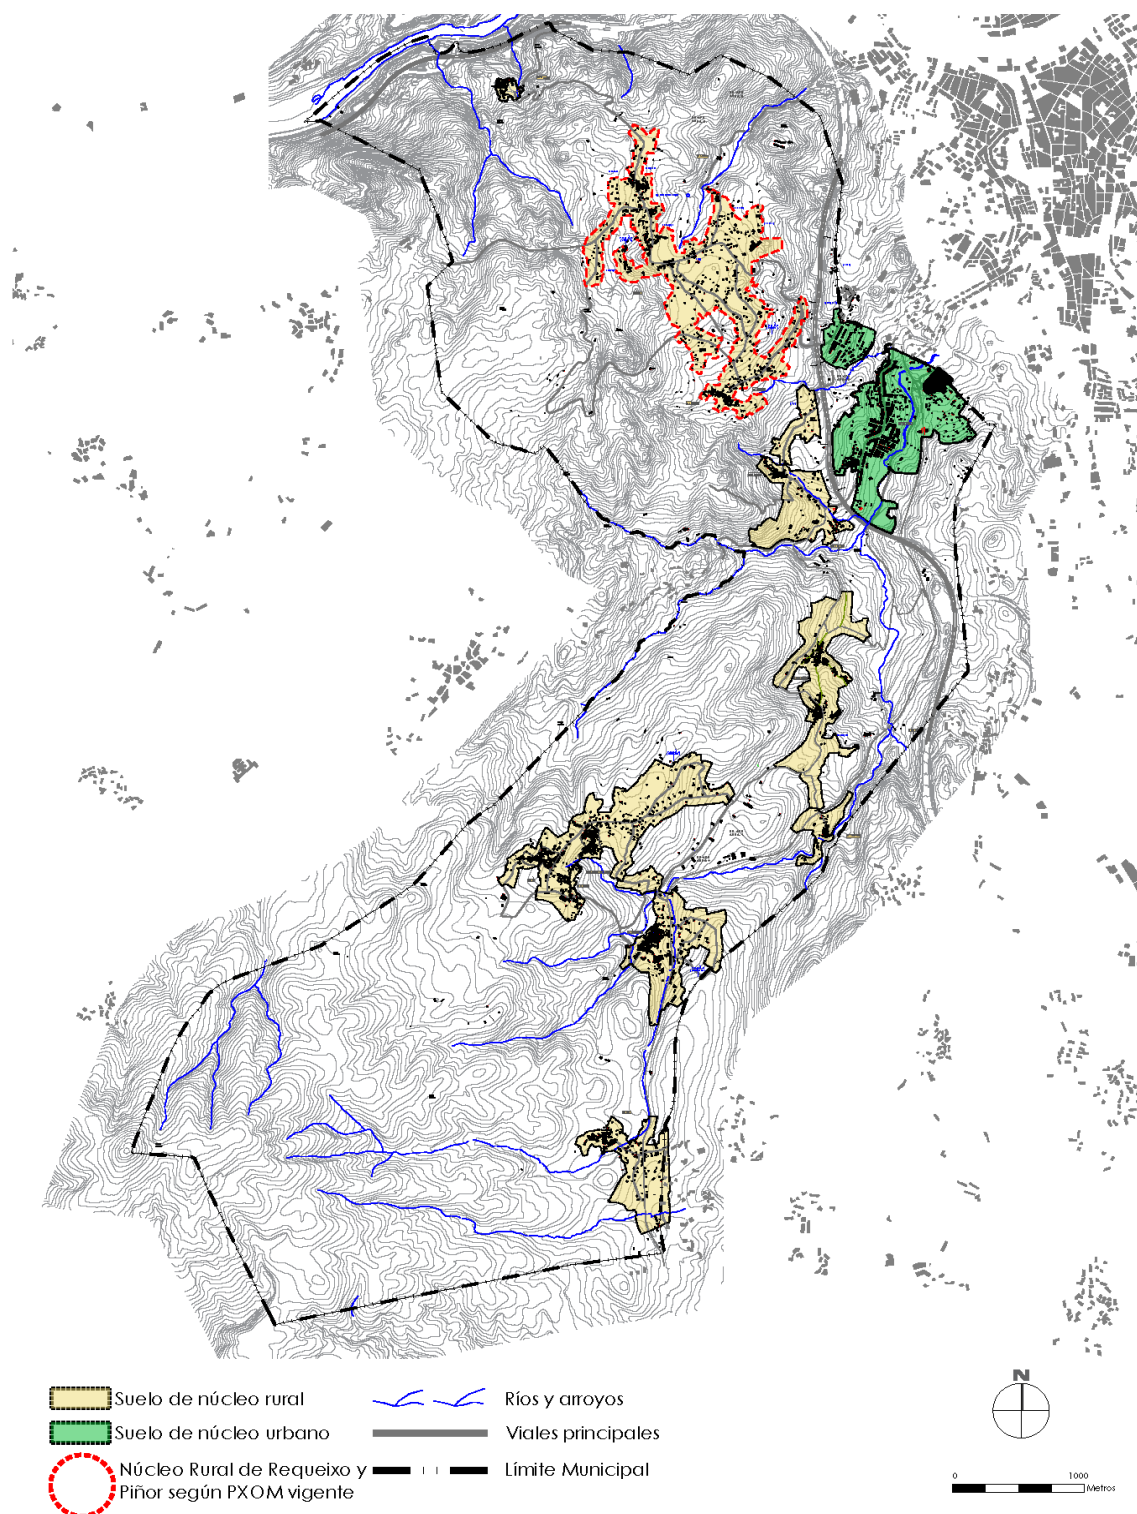 Suelo de núcleo rural
Ríos y arroyos
Suelo de núcleo urbano
Viales principales
Núcleo Rural de Requeixo y
Piñor según PXOM vigente
Límite Municipal
N
0 1000
Metros